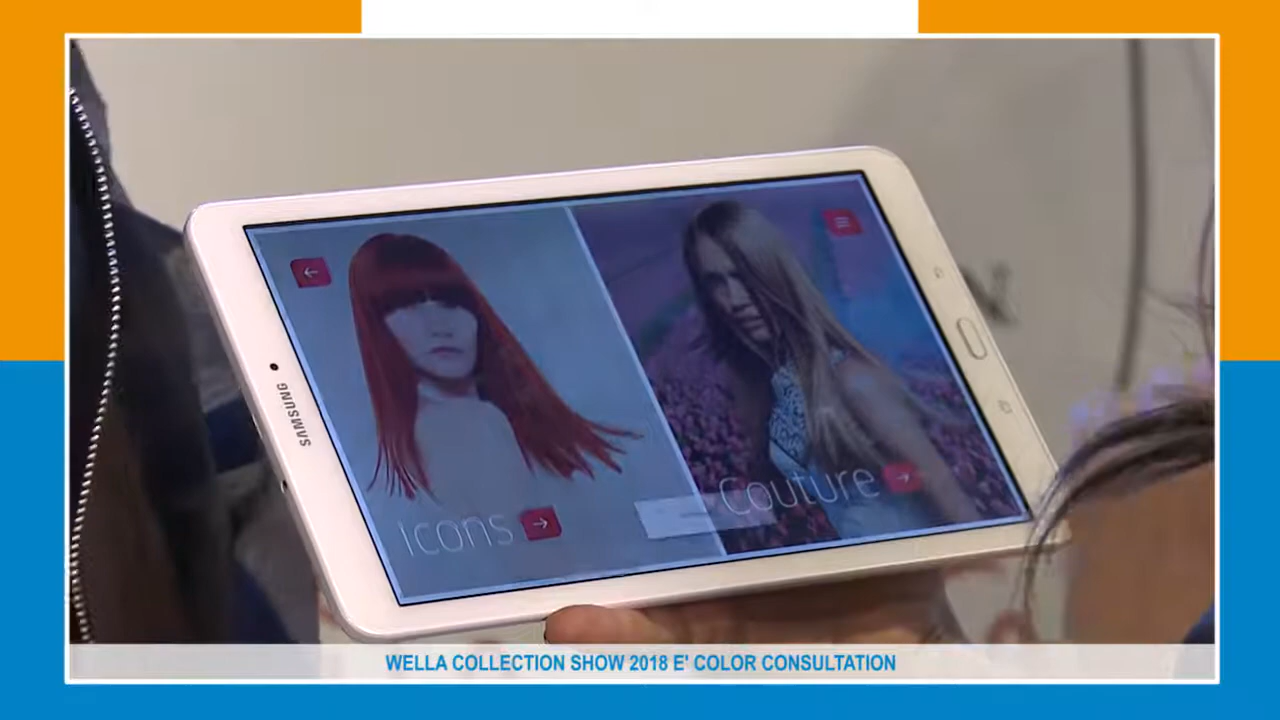 SAMSUNG
Icons
Couture
WELLA COLLECTION SHOW 2018 E' COLOR CONSULTATION